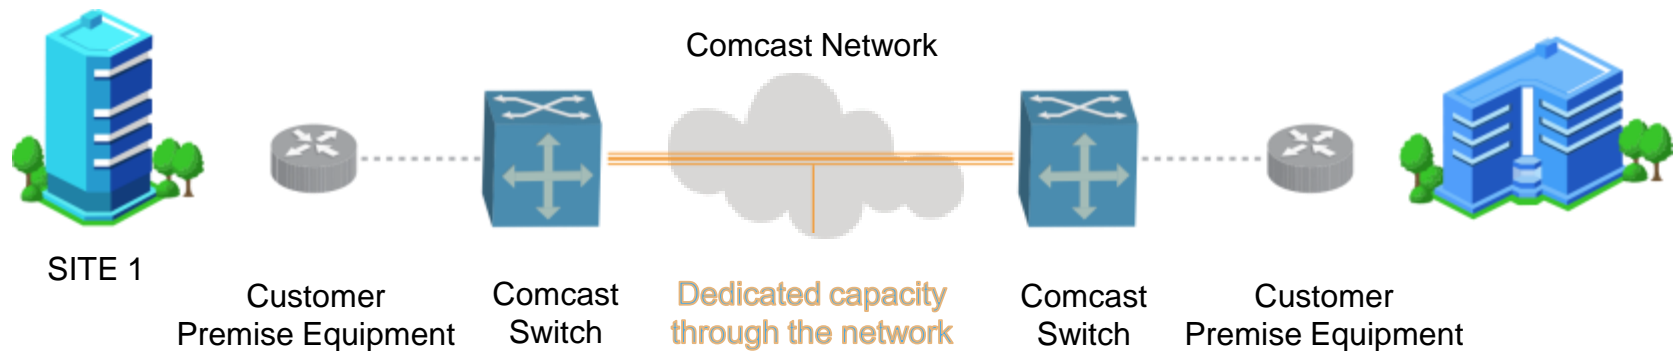 Comcast Network
SITE 1
Customer
Premise Equipment
Comcast
Switch
Dedicated capacity
through the network
Comcast
Switch
Customer
Premise Equipment